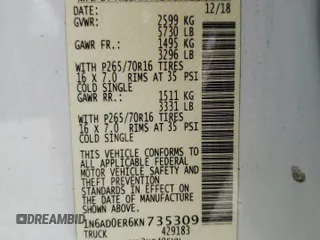 DATE: 12/18
GVWR: 2599 KG
5730 LB
GAWR FR.: 1495 KG
3296 LB
WITH P265/70R16 TIRES
16 X 7.0 RIMS AT 35 PSI
COLD SINGLE
GAWR RR.: 1511 KG
3331 LB
WITH P265/70R16 TIRES
16 X 7.0 RIMS AT 35 PSI
COLD SINGLE
THIS VEHICLE CONFORMS TO
ALL APPLICABLE FEDERAL
MOTOR VEHICLE SAFETY AND
THEFT PREVENTION STANDARDS
IN EFFECT ON THE DATE OF
MANUFACTURE SHOWN ABOVE.
1N6AD0ER6KN735309
TRUCK 429183
DREAMBID